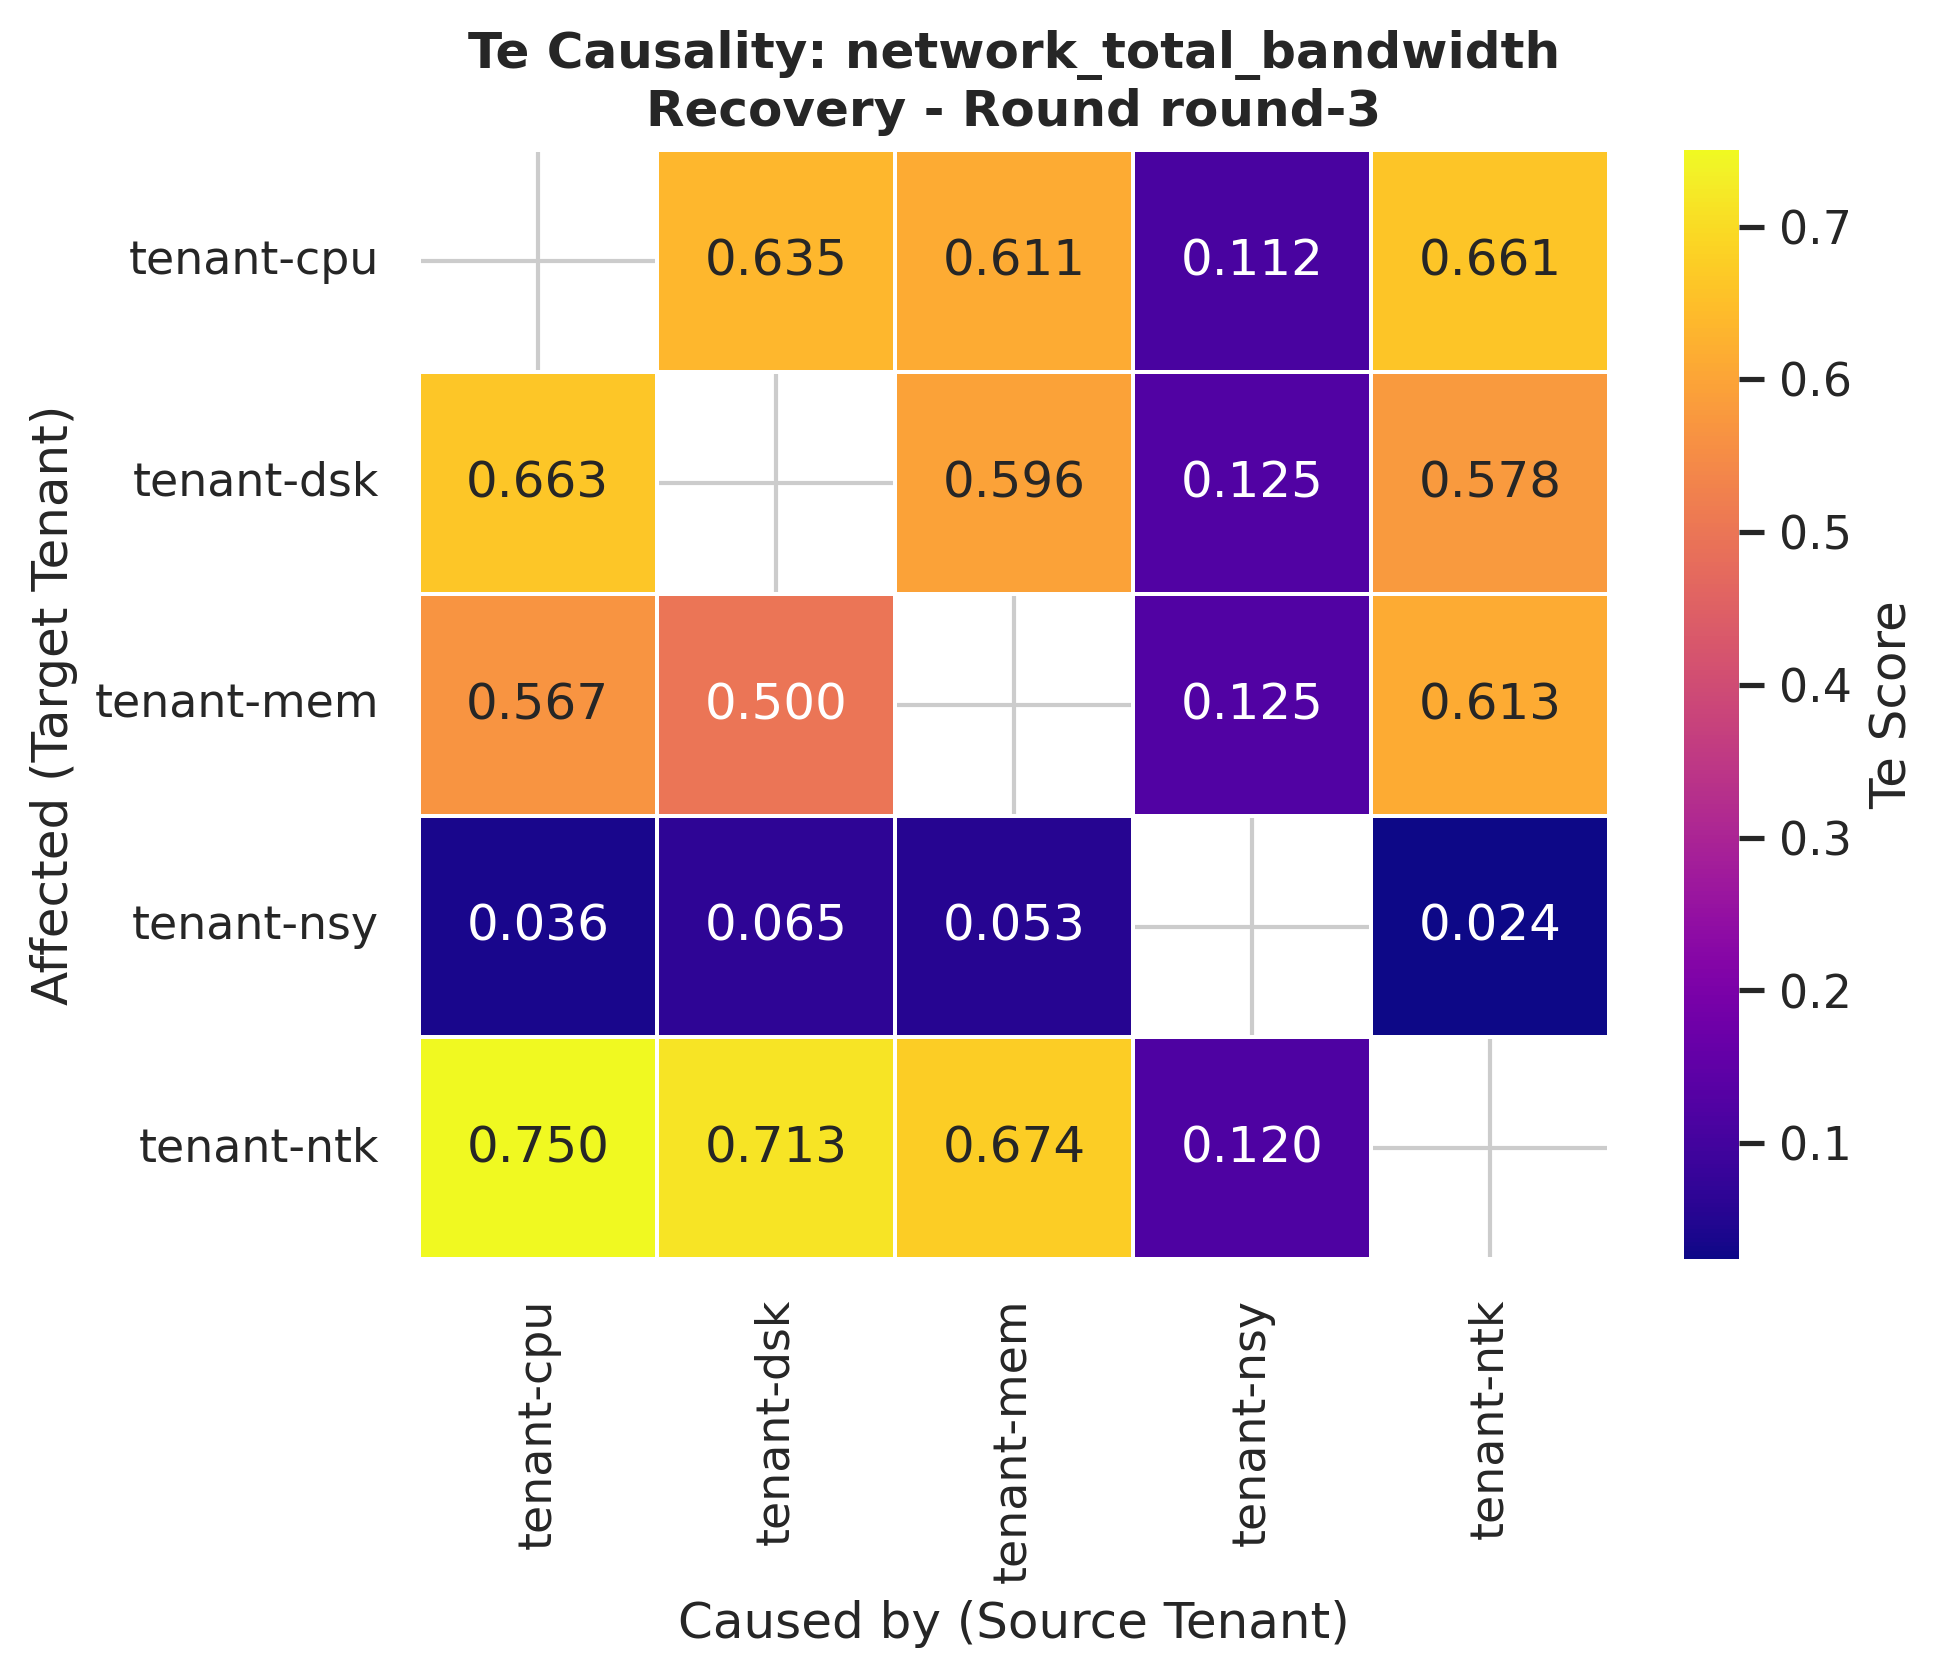 Te Causality: network_total_bandwidth
Recovery - Round round-3
Affected (Target Tenant)
tenant-cpu 0.635 0.611 0.112 0.661
tenant-dsk 0.663 0.596 0.125 0.578
tenant-mem 0.567 0.500 0.125 0.613
tenant-nsy 0.036 0.065 0.053 0.024
tenant-ntk 0.750 0.713 0.674 0.120
tenant-cpu
tenant-dsk
tenant-mem
tenant-nsy
tenant-ntk
Caused by (Source Tenant)
0.7
0.6
0.5
0.4
0.3
0.2
0.1
Te Score